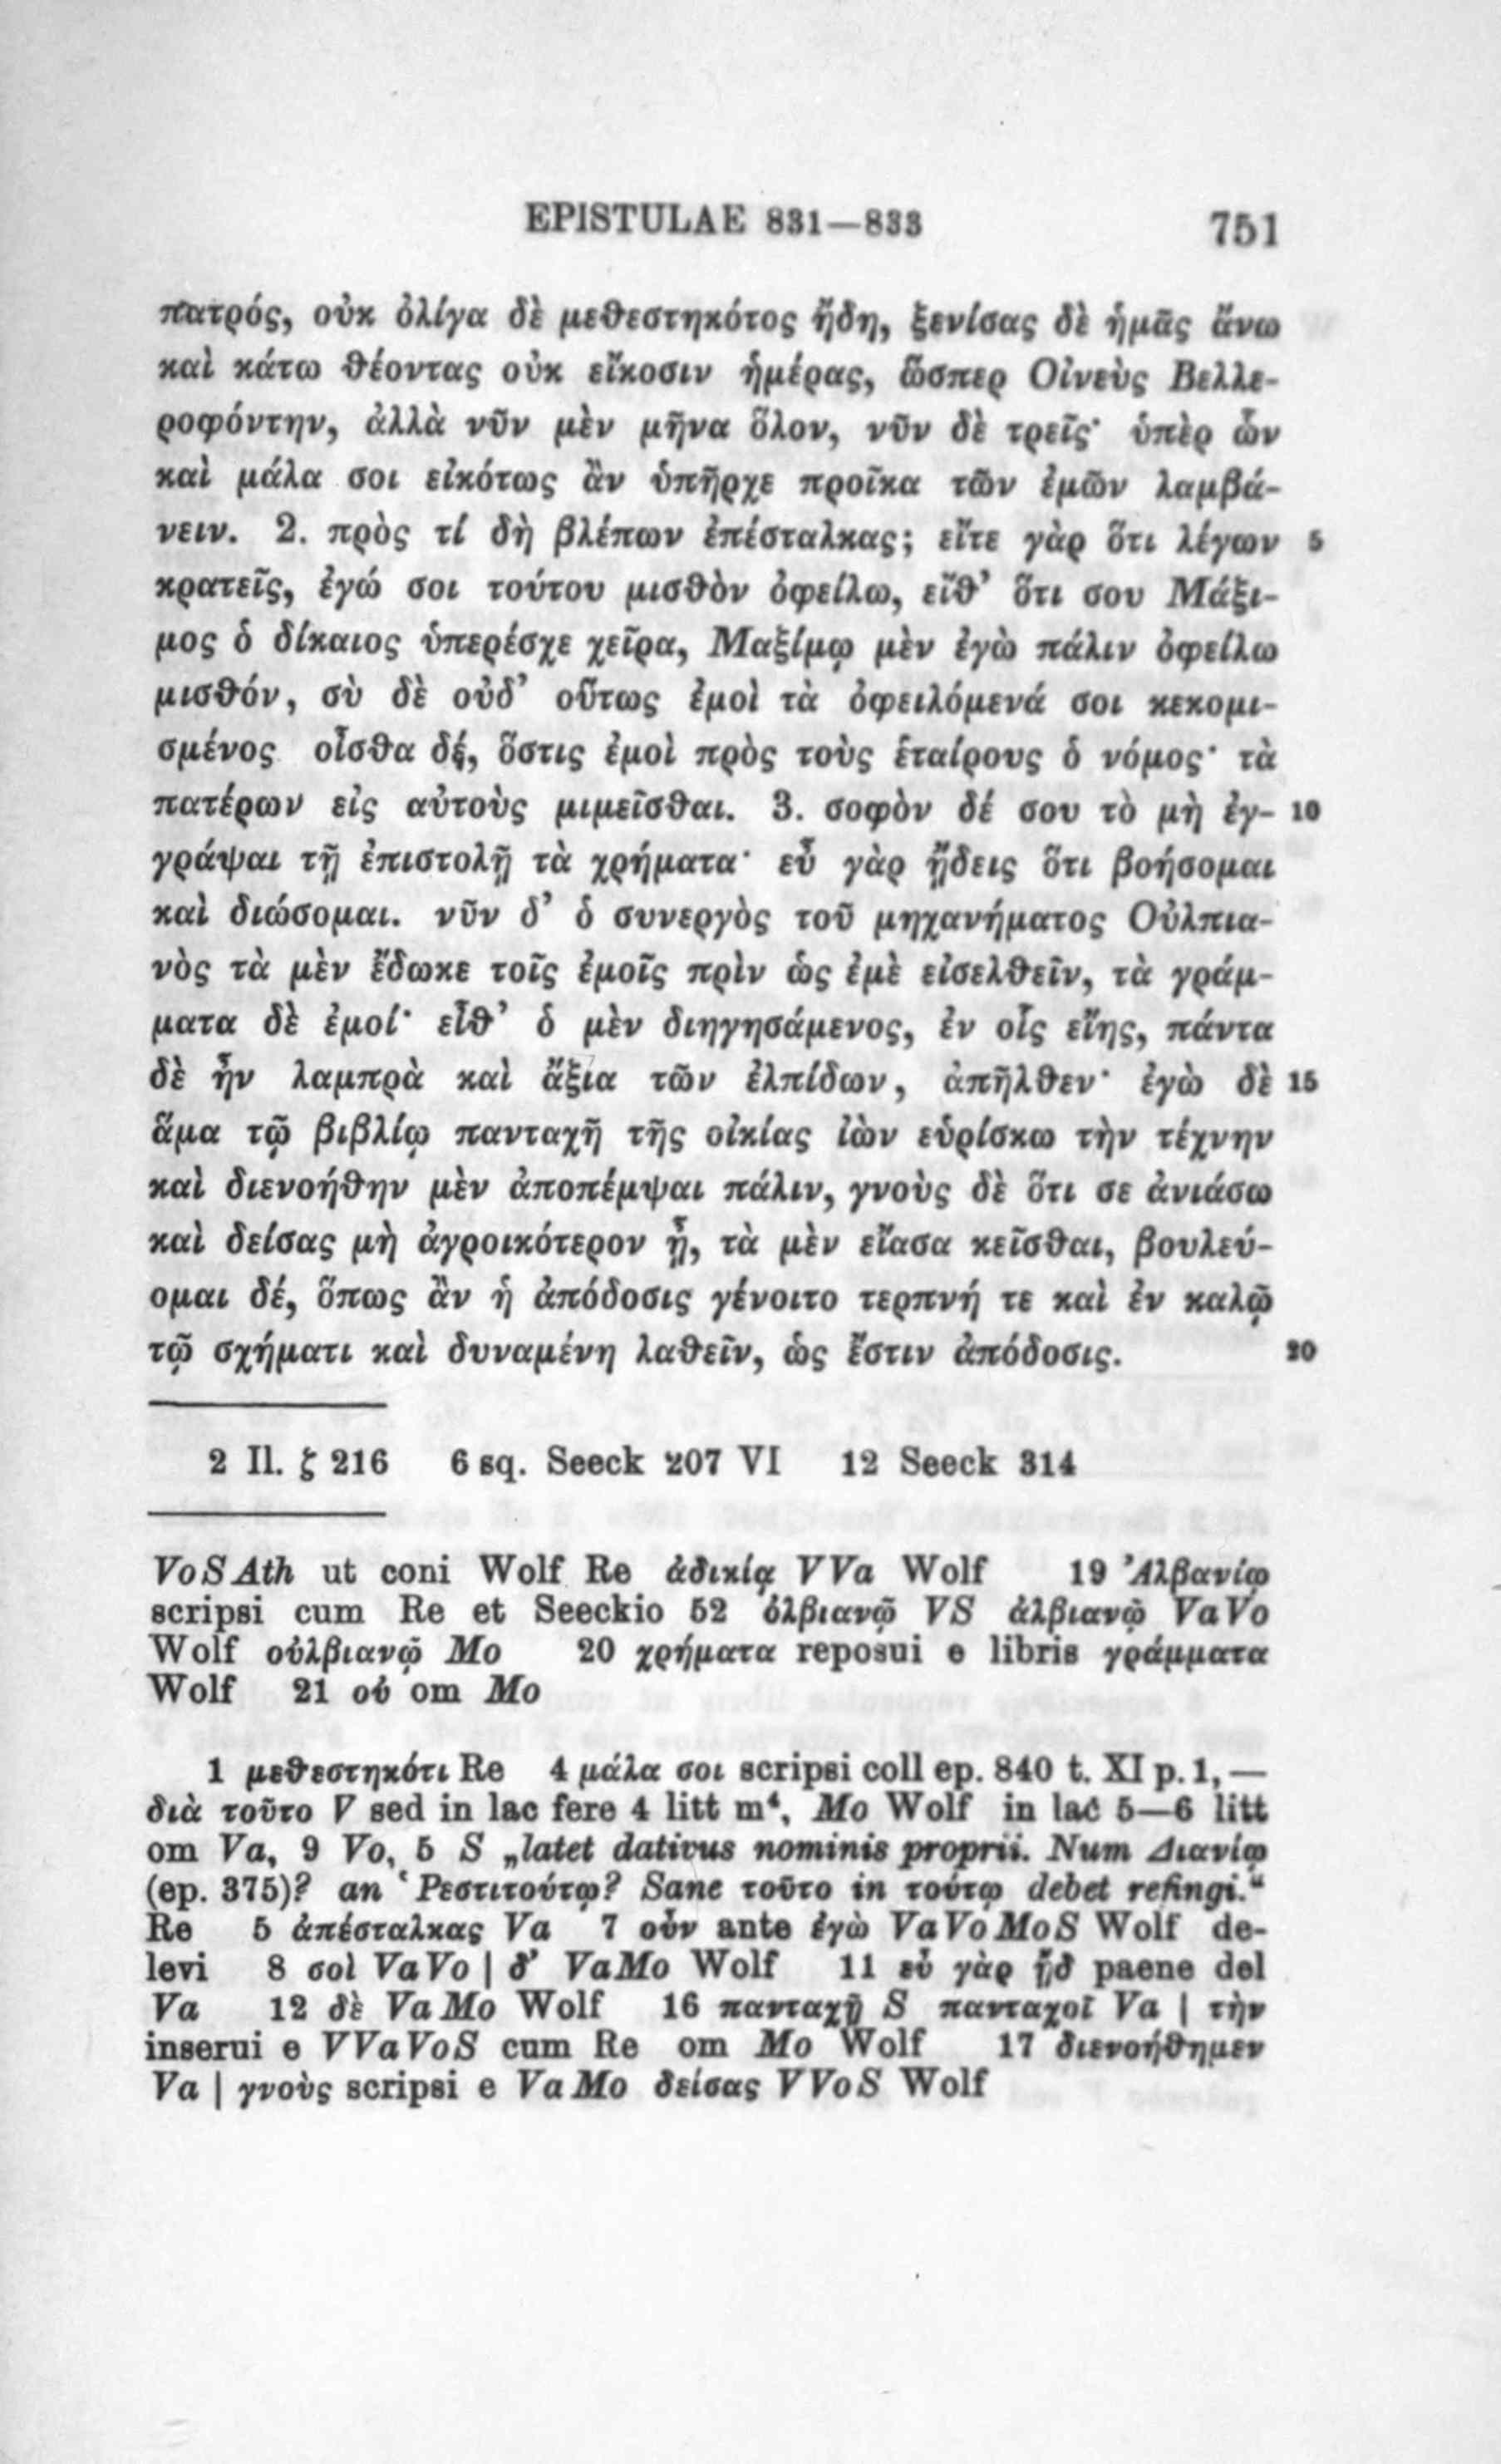 EPISTULAE 831—833 751
πατρός, οὐκ ὀλίγα δὲ μεθεστηκότος ἤδη, ξενίσας δὲ ἡμᾶς ἄνω
καὶ κάτω θέοντας οὐκ εἴκοσιν ἡμέρας, ὥσπερ Οἰνεὺς Βελλε-
ροφόντην, ἀλλὰ νῦν μὲν μῆνα ὅλον, νῦν δὲ τρεῖς· ὑπὲρ ὧν
καὶ μάλα σοι εἰκότως ἂν ὑπῆρχε προῖκα τῶν ἐμῶν λαμβά-
νειν. 2. πρὸς τί δὴ βλέπων ἐπέσταλκας; εἴτε γὰρ ὅτι λέγων 5
κρατεῖς, ἐγώ σοι τούτου μισθὸν ὀφείλω, εἴθ’ ὅτι σου Μάξι-
μος ὁ δίκαιος ὑπερέσχε χεῖρα, Μαξίμῳ μὲν ἐγὼ πάλιν ὀφείλω
μισθόν, σὺ δὲ οὐδ’ οὕτως ἐμοὶ τὰ ὀφειλόμενά σοι κεκομι-
σμένος οἶσθα δέ, ὅστις ἐμοὶ πρὸς τοὺς ἑταίρους ὁ νόμος· τὰ
πατέρων εἰς αὐτοὺς μιμεῖσθαι. 3. σοφὸν δέ σου τὸ μὴ ἐγ- 10
γράψαι τῇ ἐπιστολῇ τὰ χρήματα· εὖ γὰρ ᾔδεις ὅτι βοήσομαι
καὶ διώσομαι. νῦν δ’ ὁ συνεργὸς τοῦ μηχανήματος Οὐλπια-
νὸς τὰ μὲν ἔδωκε τοῖς ἐμοῖς πρὶν ὡς ἐμὲ εἰσελθεῖν, τὰ γράμ-
ματα δὲ ἐμοί· εἶθ’ ὁ μὲν διηγησάμενος, ἐν οἷς εἴης, πάντα
δὲ ἦν λαμπρὰ καὶ ἄξια τῶν ἐλπίδων, ἀπῆλθεν· ἐγὼ δὲ 15
ἅμα τῷ βιβλίῳ πανταχῆ τῆς οἰκίας ἰὼν εὑρίσκω τὴν τέχνην
καὶ διενοήθην μὲν ἀποπέμψαι πάλιν, γνοὺς δὲ ὅτι σε ἀνιάσω
καὶ δείσας μὴ ἀγροικότερον ᾖ, τὰ μὲν εἴασα κεῖσθαι, βουλεύ-
ομαι δέ, ὅπως ἂν ἡ ἀπόδοσις γένοιτο τερπνή τε καὶ ἐν καλῷ
τῷ σχήματι καὶ δυναμένη λαθεῖν, ὡς ἔστιν ἀπόδοσις. 20
2 Il. ζ 216 6 sq. Seeck 207 VI 12 Seeck 314
VoS Ath ut coni Wolf Re ἀδικίᾳ VVa Wolf 19 Ἀλβανίῳ
scripsi cum Re et Seeckio 52 ὀλβιανῷ VS ἀλβιανῷ VaVo
Wolf οὐλβιανῷ Mo 20 χρήματα reposui e libris γράμματα
Wolf 21 οὐ om Mo
1 μεθεστηκότι Re 4 μάλα σοι scripsi coll ep. 840 t. XI p. 1, —
διὰ τοῦτο V sed in lac fere 4 litt m⁴, Mo Wolf in lac 5—6 litt
om Va, 9 Vo, 5 S „latet dativus nominis proprii. Num Διανίῳ
(ep. 375)? an Ῥεστιτούτῳ? Sane τοῦτο in τούτῳ debet refingi.“
Re 5 ἀπέσταλκας Va 7 οὖν ante ἐγὼ VaVoMoS Wolf de-
levi 8 σοὶ VaVo | δ’ VaMo Wolf 11 εὖ γὰρ ᾔδ paene del
Va 12 δὲ VaMo Wolf 16 πανταχῇ S πανταχοῖ Va | τὴν
inserui e VVaVoS cum Re om Mo Wolf 17 διενοήθημεν
Va | γνοὺς scripsi e VaMo δείσας VVoS Wolf